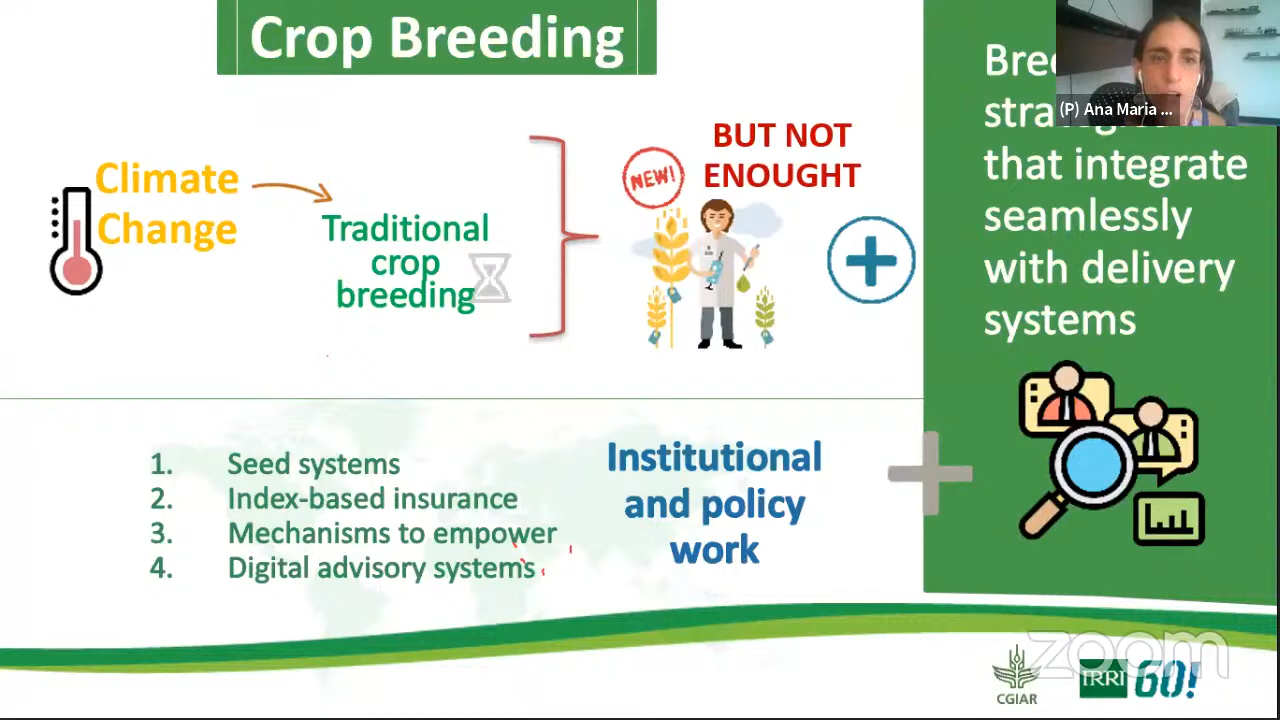 Crop Breeding
(P) Ana Maria ...
Climate
Change
Traditional
crop
breeding
BUT NOT
ENOUGHT
NEW!
that integrate
seamlessly
with delivery
systems
1. Seed systems
2. Index-based insurance
3. Mechanisms to empower
4. Digital advisory systems
Institutional
and policy
work
zoom
CGIAR
IRRI 60!